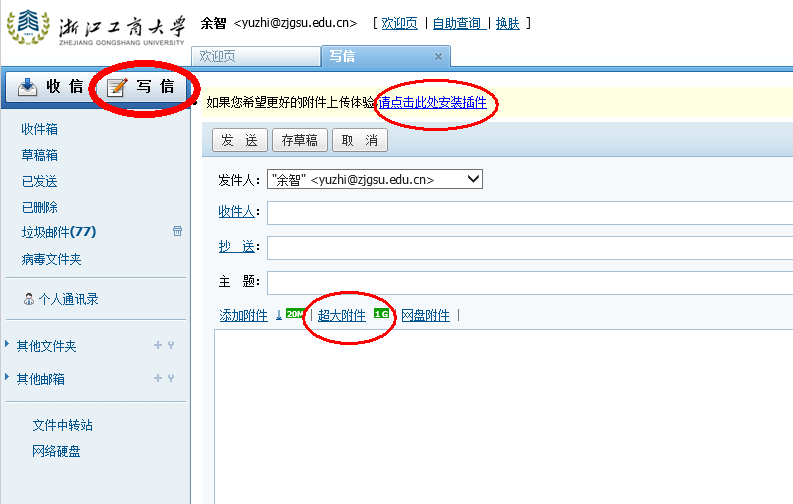 浙江工商大学
ZHEJIANG GONGSHANG UNIVERSITY
余智 <yuzhi@zjgsu.edu.cn> [ 欢迎页 | 自助查询 | 换肤 ]
欢迎页 写信 ×
收 信 写 信
如果您希望更好的附件上传体验,请点击此处安装插件
收件箱
草稿箱
已发送
已删除
垃圾邮件(77)
病毒文件夹
个人通讯录
其他文件夹
其他邮箱
文件中转站
网络硬盘
发 送 存草稿 取 消
发件人: "余智" <yuzhi@zjgsu.edu.cn>
收件人:
抄 送:
主 题:
添加附件 20M | 超大附件 1G 网盘附件 |